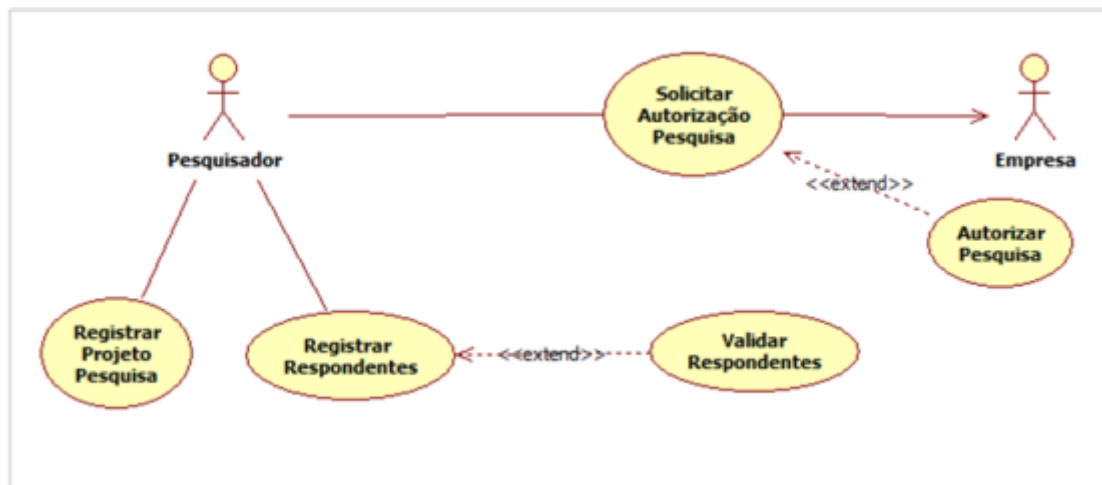 Solicitar
Autorização
Pesquisa
Pesquisador
Empresa
<<extend>>
Autorizar
Pesquisa
Registrar
Projeto
Pesquisa
Registrar
Respondentes
<<extend>>
Validar
Respondentes